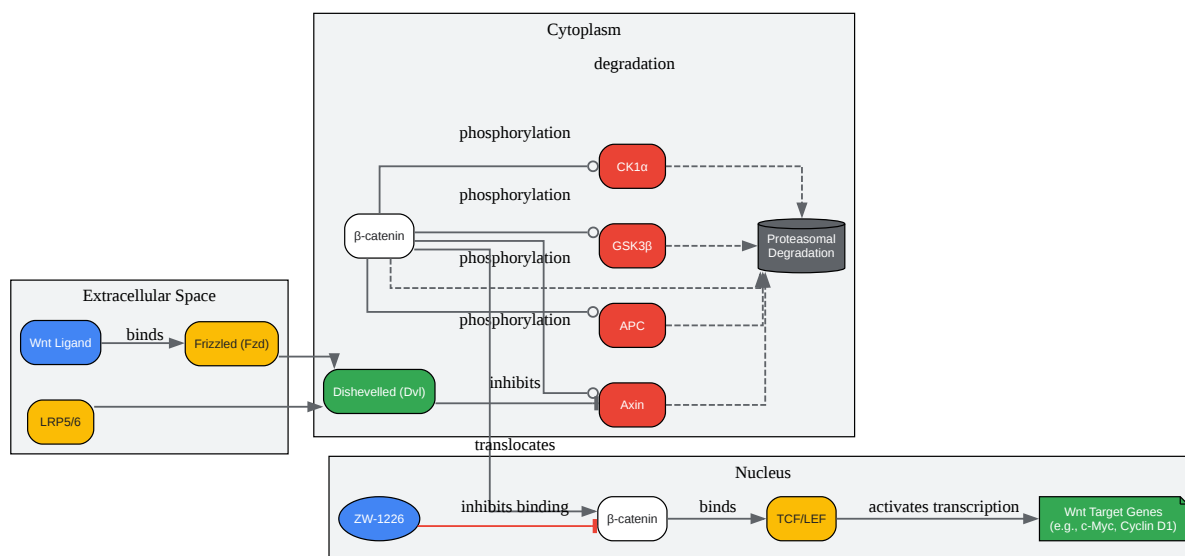 Cytoplasm
degradation
phosphorylation
CK1α
phosphorylation
β-catenin
GSK3β
Proteasomal
Degradation
phosphorylation
Extracellular Space
phosphorylation
APC
Wnt Ligand
binds
Frizzled (Fzd)
Dishevelled (Dvl)
inhibits
Axin
LRP5/6
translocates
Nucleus
ZW-1226
inhibits binding
β-catenin
binds
TCF/LEF
activates transcription
Wnt Target Genes
(e.g., c-Myc, Cyclin D1)